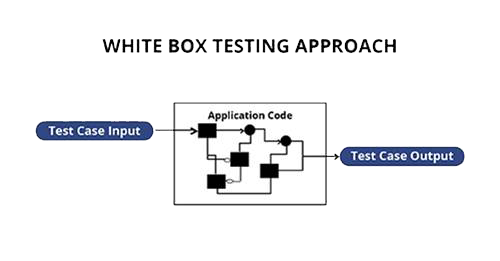 WHITE BOX TESTING APPROACH
Application Code
Test Case Input
Test Case Output